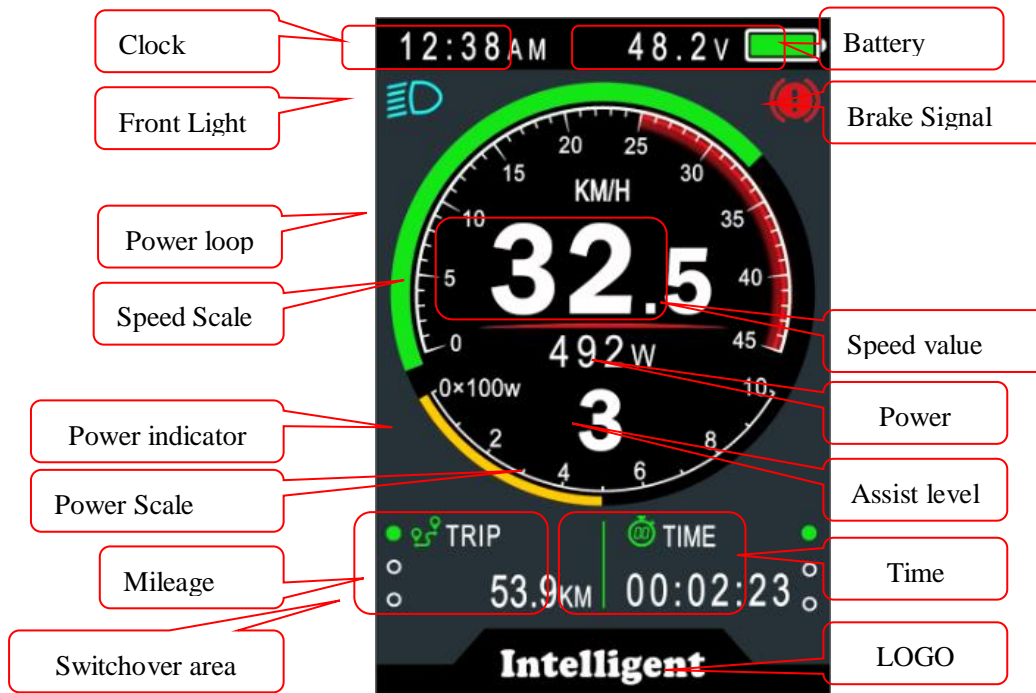 Clock
12:38AM
48.2V
Battery
Front Light
Brake Signal
20
25
15
30
KM/H
10
35
Power loop
32.5
5
40
Speed Scale
0
45
492W
Speed value
0×100w
10
3
Power
Power indicator
2
8
4
6
Power Scale
Assist level
TRIP
00
TIME
Mileage
53.9KM
00:02:23
Time
Switchover area
Intelligent
LOGO